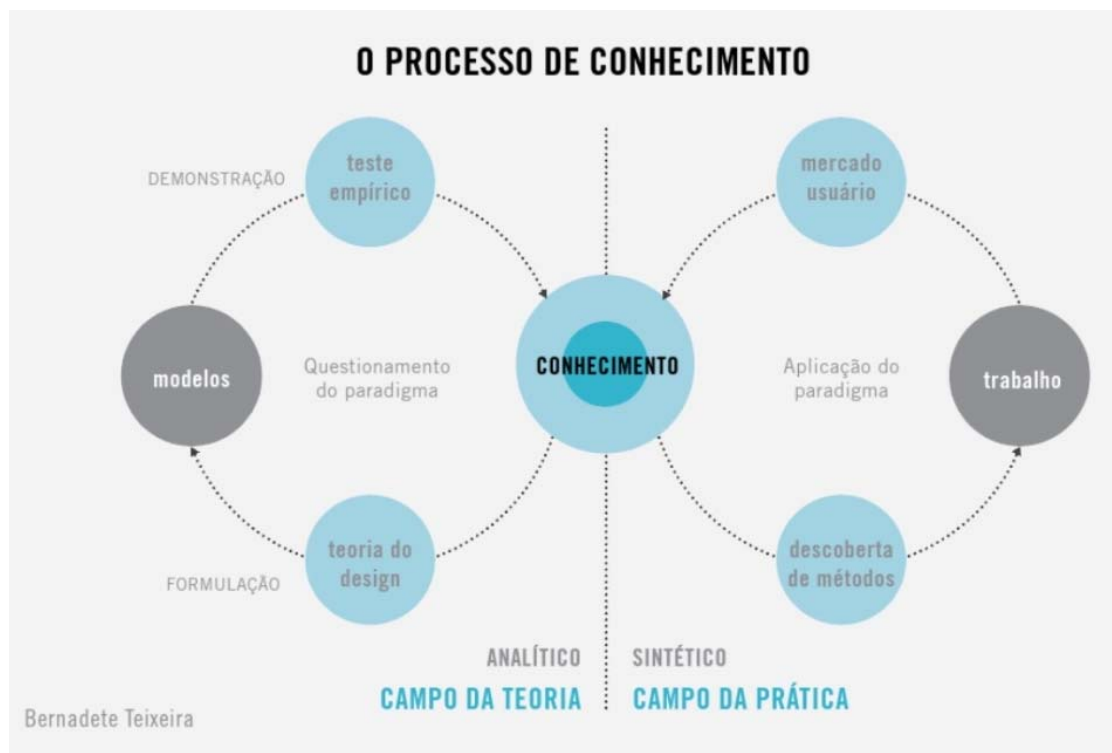 O PROCESSO DE CONHECIMENTO
DEMONSTRAÇÃO
teste
empírico
mercado
usuário
modelos
Questionamento
do paradigma
CONHECIMENTO
Aplicação do
paradigma
trabalho
FORMULAÇÃO
teoria do
design
descoberta
de métodos
ANALÍTICO
SINTÉTICO
CAMPO DA TEORIA
CAMPO DA PRÁTICA
Bernadete Teixeira